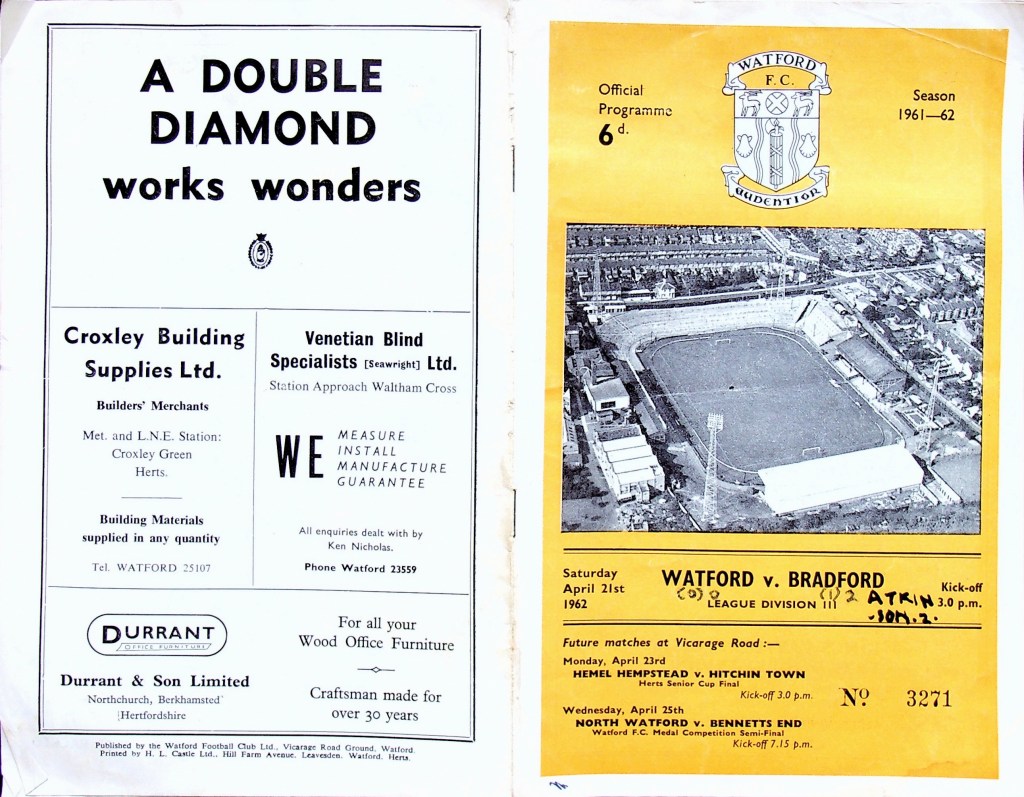 A DOUBLE
DIAMOND
works wonders
Croxley Building
Supplies Ltd.
Builders' Merchants
Met. and L.N.E. Station:
Croxley Green
Herts.
Building Materials
supplied in any quantity
Tel. WATFORD 25107
Venetian Blind
Specialists [Seawright] Ltd.
Station Approach Waltham Cross
WE
MEASURE
INSTALL
MANUFACTURE
GUARANTEE
All enquiries dealt with by
Ken Nicholas.
Phone Watford 23559
DURRANT
OFFICE FURNITURE
Durrant & Son Limited
Northchurch, Berkhamsted
Hertfordshire
For all your
Wood Office Furniture
Craftsman made for
over 30 years
Published by the Watford Football Club Ltd., Vicarage Road Ground, Watford.
Printed by H. L. Castle Ltd., Hill Farm Avenue, Leavesden, Watford, Herts.
Official
Programme
6d.
WATFORD
F.C.
AUDENTIOR
Season
1961—62
Saturday
April 21st
1962
WATFORD v. BRADFORD
(0) 0
(1) 2
LEAGUE DIVISION III
ATKIN
-SON. 2.
Kick-off
3.0 p.m.
Future matches at Vicarage Road :—
Monday, April 23rd
HEMEL HEMPSTEAD v. HITCHIN TOWN
Herts Senior Cup Final
Kick-off 3.0 p.m.
No. 3271
Wednesday, April 25th
NORTH WATFORD v. BENNETTS END
Watford F.C. Medal Competition Semi-Final
Kick-off 7.15 p.m.